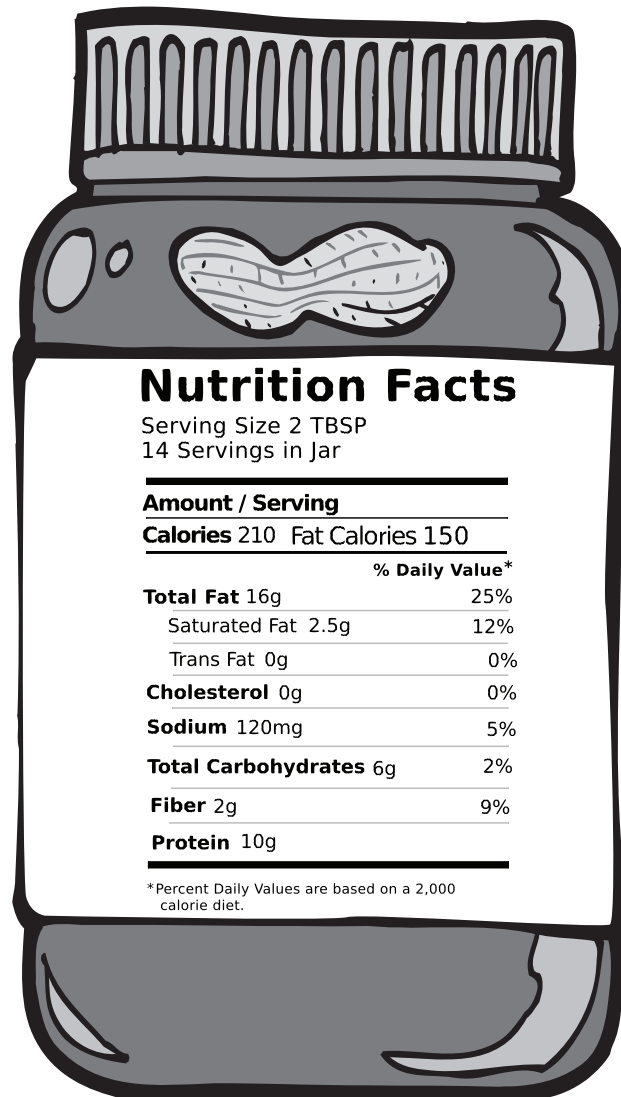 Nutrition Facts
Serving Size 2 TBSP
14 Servings in Jar
Amount / Serving
Calories 210 Fat Calories 150
% Daily Value*
Total Fat 16g 25%
Saturated Fat 2.5g 12%
Trans Fat 0g 0%
Cholesterol 0g 0%
Sodium 120mg 5%
Total Carbohydrates 6g 2%
Fiber 2g 9%
Protein 10g
*Percent Daily Values are based on a 2,000
calorie diet.